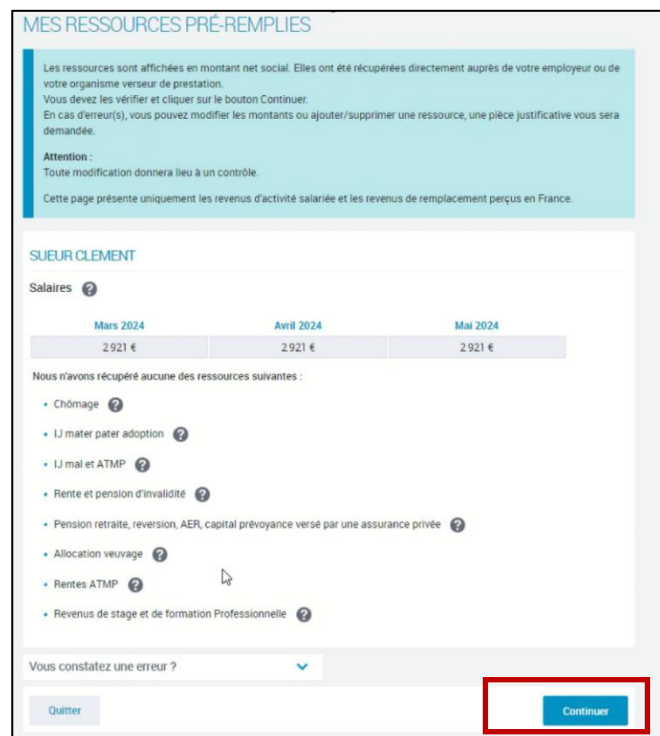 MES RESSOURCES PRÉ-REMPLIES
Les ressources sont affichées en montant net social. Elles ont été récupérées directement auprès de votre employeur ou de
votre organisme verseur de prestation.
Vous devez les vérifier et cliquer sur le bouton Continuer.
En cas d'erreur(s), vous pouvez modifier les montants ou ajouter/supprimer une ressource, une pièce justificative vous sera
demandée.
Attention :
Toute modification donnera lieu à un contrôle.
Cette page présente uniquement les revenus d'activité salariée et les revenus de remplacement perçus en France.
SUEUR CLEMENT
Salaires ?
Mars 2024 Avril 2024 Mai 2024
2 921 € 2 921 € 2 921 €
Nous n'avons récupéré aucune des ressources suivantes :
• Chômage ?
• IJ mater pater adoption ?
• IJ mal et ATMP ?
• Rente et pension d'invalidité ?
• Pension retraite, reversion, AER, capital prévoyance versé par une assurance privée ?
• Allocation veuvage ?
• Rentes ATMP ?
• Revenus de stage et de formation Professionnelle ?
Vous constatez une erreur ?
Quitter Continuer